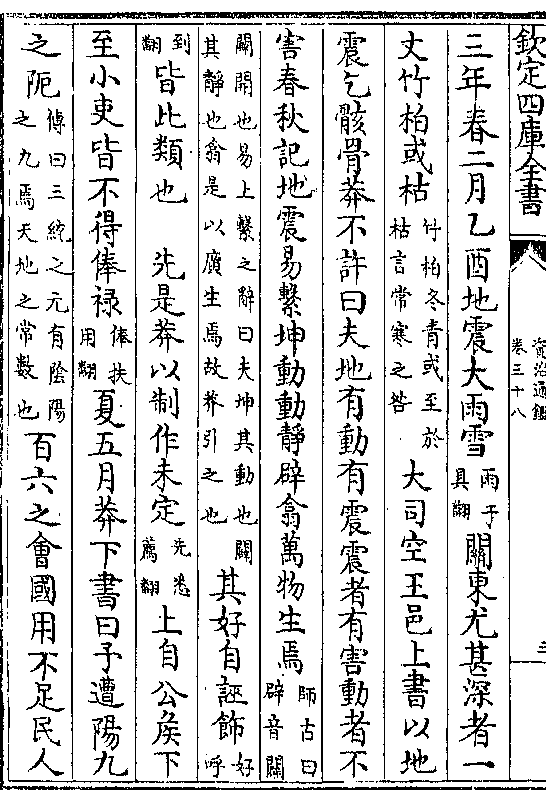 欽定四庫全書
資治通鑑
卷三十八
三
三年春二月乙酉地震大雨雪雨于具翻關東尤甚深者一
丈竹柏或枯竹柏冬青或至於枯言常寒之咎大司空王邑上書以地
震乞骸骨莽不許曰夫地有動有震震者有害動者不
害春秋記地震易繫坤動動靜辟翕萬物生焉師古曰辟音闢
闢開也易上繫之辭曰夫坤其動也闢其靜也翕是以廣生焉故莽引之也其好自誣飾好呼
到翻皆此類也 先是莽以制作未定先悉薦翻上自公侯下
至小吏皆不得俸祿俸扶用翻夏五月莽下書曰予遭陽九
之阨傳曰三統之元有陰陽之九焉天地之常數也百六之會國用不足民人